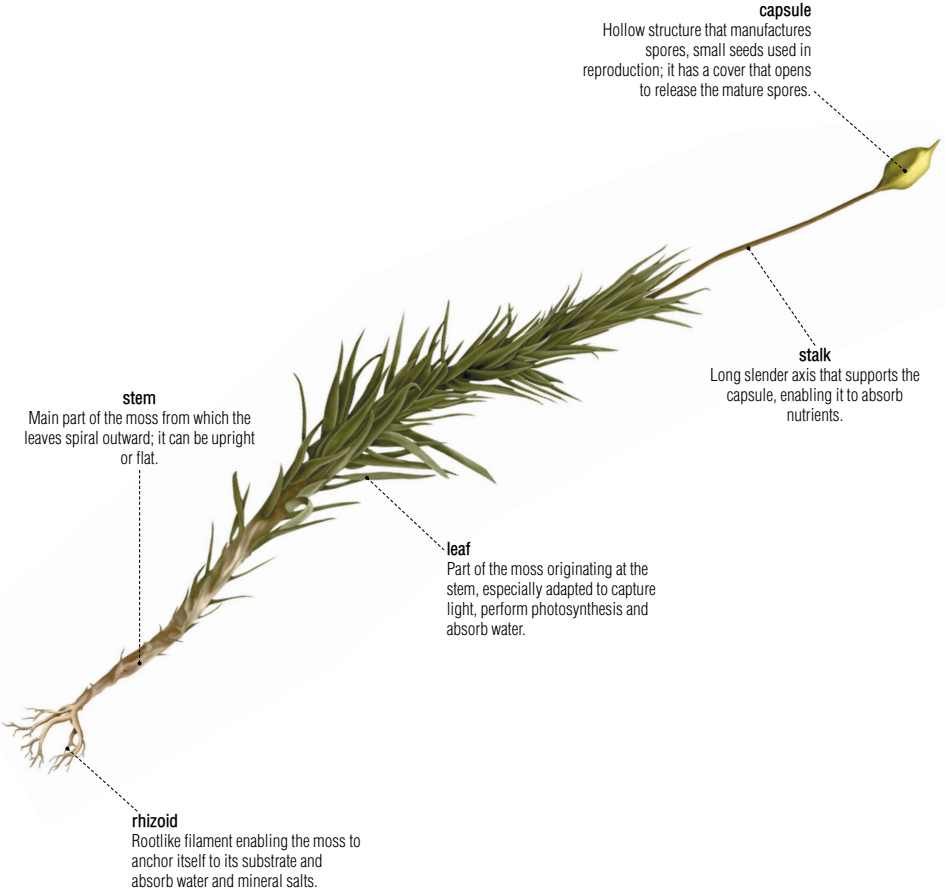 capsule
Hollow structure that manufactures
spores, small seeds used in
reproduction; it has a cover that opens
to release the mature spores.
stalk
Long slender axis that supports the
capsule, enabling it to absorb
nutrients.
stem
Main part of the moss from which the
leaves spiral outward; it can be upright
or flat.
leaf
Part of the moss originating at the
stem, especially adapted to capture
light, perform photosynthesis and
absorb water.
rhizoid
Rootlike filament enabling the moss to
anchor itself to its substrate and
absorb water and mineral salts.